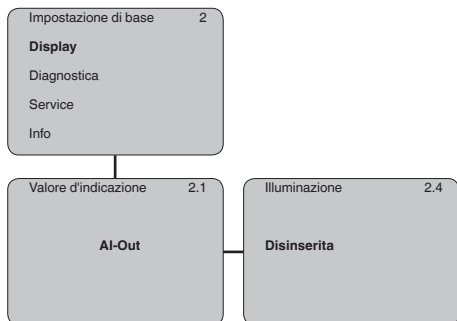 Impostazione di base 2
Display
Diagnostica
Service
Info
Valore d'indicazione 2.1
AI-Out
Illuminazione 2.4
Disinserita